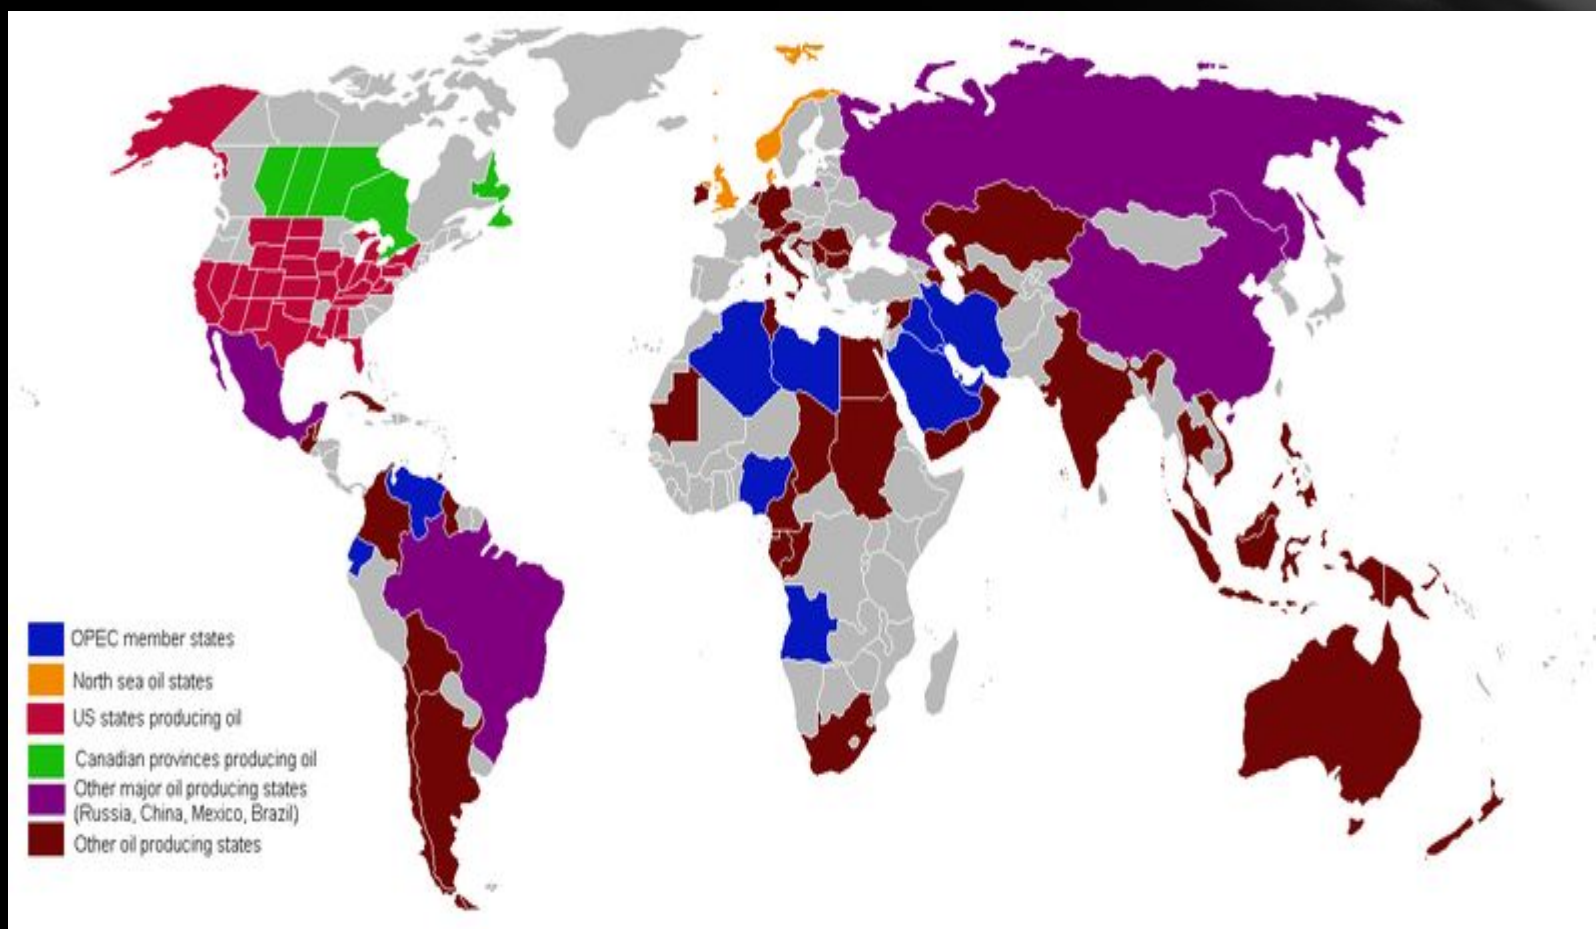 OPEC member states
North sea oil states
US states producing oil
Canadian provinces producing oil
Other major oil producing states
(Russia, China, Mexico, Brazil)
Other oil producing states